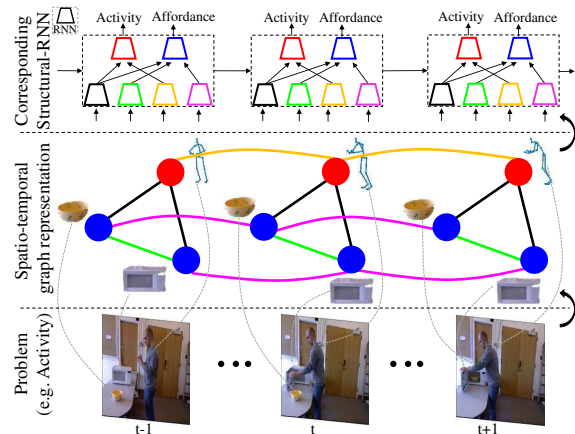 RNN
Activity Affordance
Activity Affordance
Activity Affordance
Corresponding
Structural-RNN
Spatio-temporal
graph representation
Problem
(e.g. Activity)
t-1
t
t+1